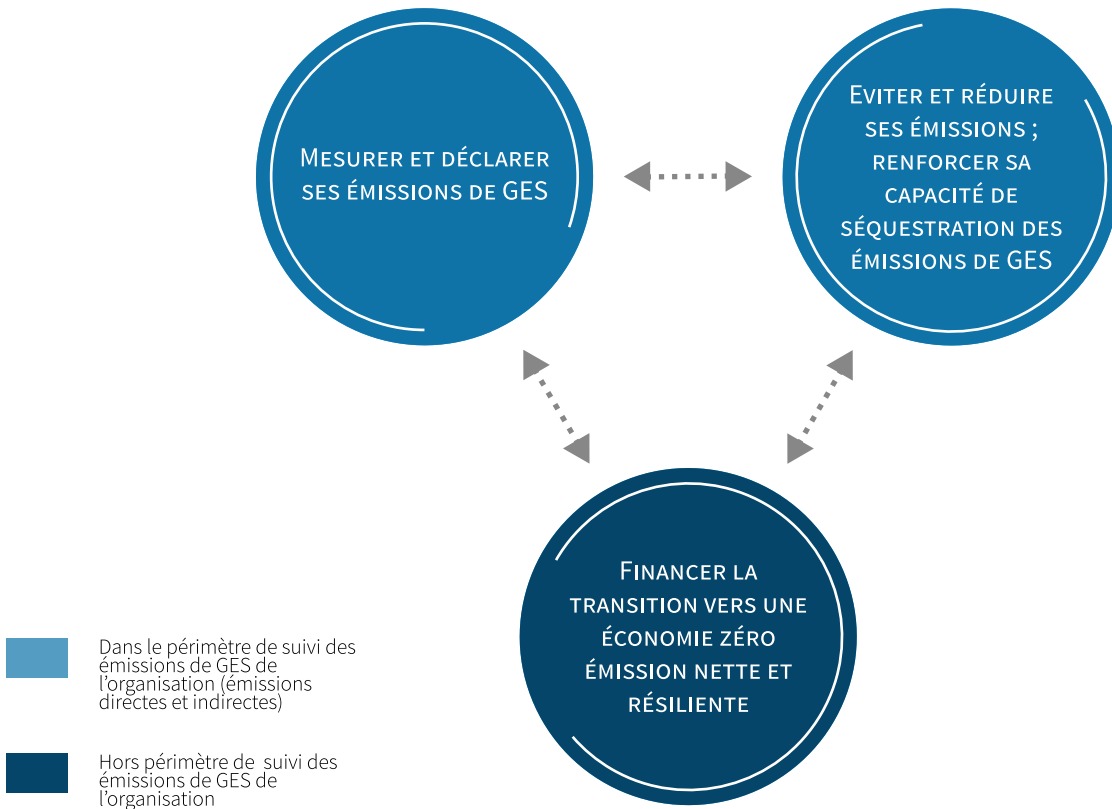 MESURER ET DÉCLARER
SES ÉMISSIONS DE GES
EVITER ET RÉDUIRE
SES ÉMISSIONS ;
RENFORCER SA
CAPACITÉ DE
SÉQUESTRATION DES
ÉMISSIONS DE GES
FINANCER LA
TRANSITION VERS UNE
ÉCONOMIE ZÉRO
ÉMISSION NETTE ET
RÉSILIENTE
Dans le périmètre de suivi des
émissions de GES de
l’organisation (émissions
directes et indirectes)
Hors périmètre de suivi des
émissions de GES de
l’organisation